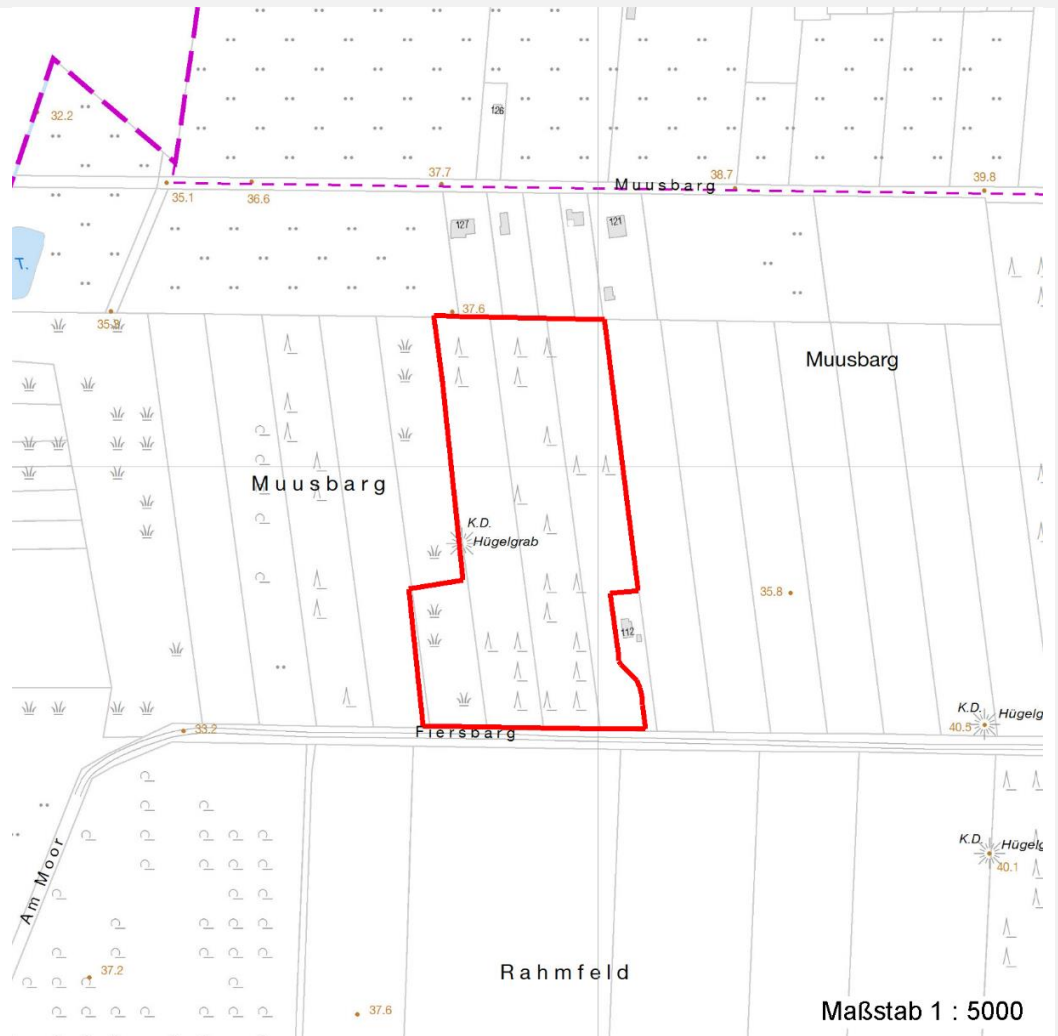 126
32.2
37.7
38.7
39.8
Muusbarg
35.1
36.6
127
121
T.
37.6
35.9
Muusbarg
Muusbarg
K.D.
Hügelgrab
35.8
112
K.D.
Hügelg
40.5
33.2
Fiersbarg
K.D.
Hügelg
40.1
Am Moor
37.2
37.6
Rahmfeld
Maßstab 1 : 5000